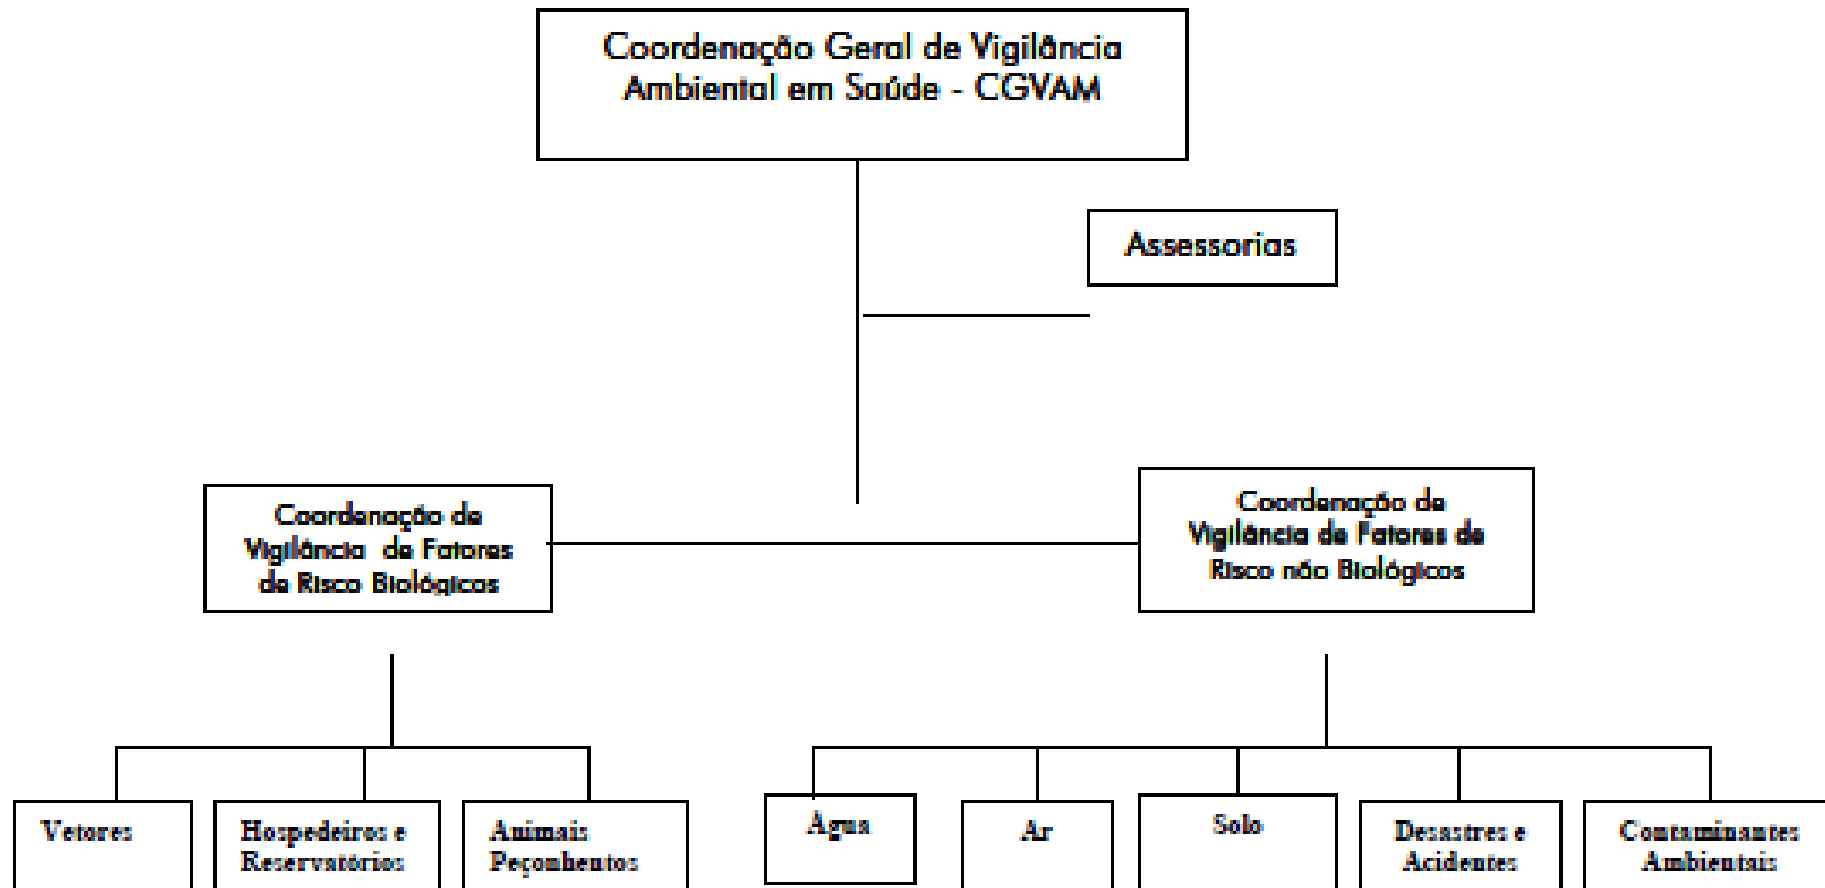 Coordenação Geral de Vigilância
Ambiental em Saúde - CGVAM
Assessorias
Coordenação de
Vigilância de Fatores
de Risco Biológicos
Coordenação de
Vigilância de Fatores de
Risco não Biológicos
Vetores
Hospedeiros e
Reservatórios
Animais
Peçonhentos
Água
Ar
Solo
Desastres e
Acidentes
Contaminantes
Ambientais